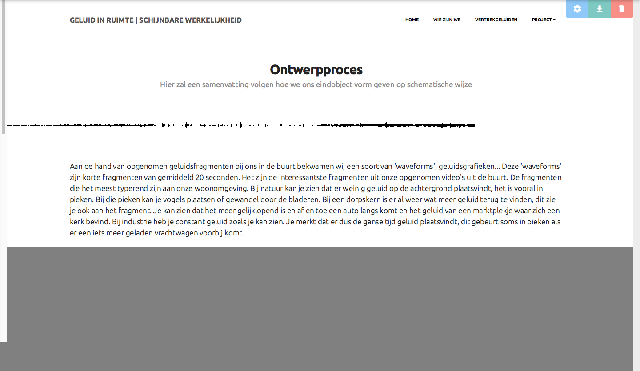 GELUID IN RUIMTE | SCHIJNBARE WERKELIJKHEID
HOME WIE ZIJN WE VERTREKGELUIDEN PROJECT
Ontwerpproces
Hier zal een samenvatting volgen hoe we ons eindobject vorm geven op schematische wijze
Aan de hand van opgenomen geluidsfragmenten bij ons in de buurt bekwamen wij een soort van 'waveforms', geluidsgrafieken... Deze 'waveforms'
zijn korte fragmenten van gemiddeld 20 seconden. Het zijn de interessantste fragmenten uit onze opgenomen video's uit de buurt. De fragmenten
die het meest typerend zijn aan onze woonomgeving. Bij natuur kan je zien dat er weinig geluid op de achtergrond plaatsvindt, het is vooral in
pieken. Bij die pieken kan je vogels plaatsen of gewandel door de bladeren. Bij een dorpskern is er al weer wat meer geluid terug te vinden, dit zie
je ook aan het fragment. Je kan zien dat het meer gelijklopend is en af en toe een auto langs komt en het geluid van een marktplekje waar zich een
kerk bevind. Bij industrie heb je constant geluid zoals je kan zien. Je merkt dat er dus de ganse tijd geluid plaatsvindt, dit gebeurt soms in pieken als
er een iets meer geladen vrachtwagen voorbij komt.